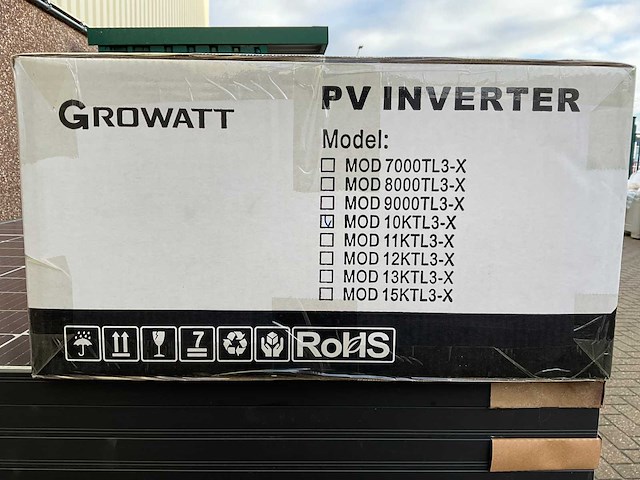 GROWATT
PV INVERTER
Model:
MOD 7000TL3-X
MOD 8000TL3-X
MOD 9000TL3-X
MOD 10KTL3-X
MOD 11KTL3-X
MOD 12KTL3-X
MOD 13KTL3-X
MOD 15KTL3-X
7
RoHS